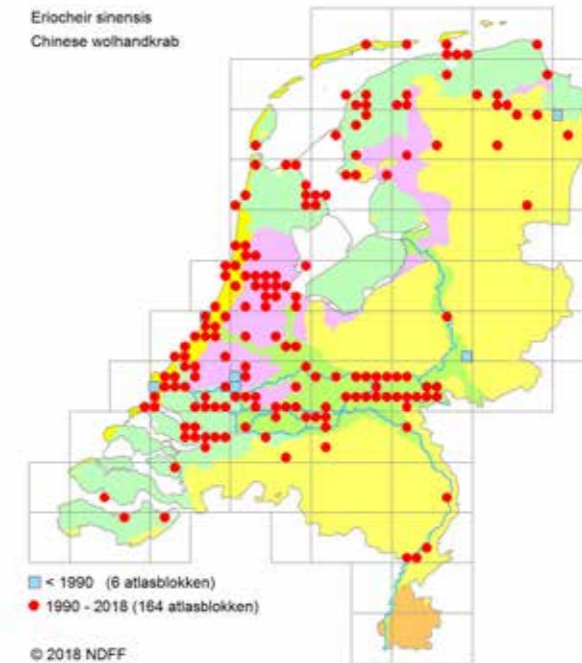 Eriocheir sinensis
Chinese wolhandkrab
< 1990 (6 atlasblokken)
1990 - 2018 (164 atlasblokken)
© 2018 NDFF